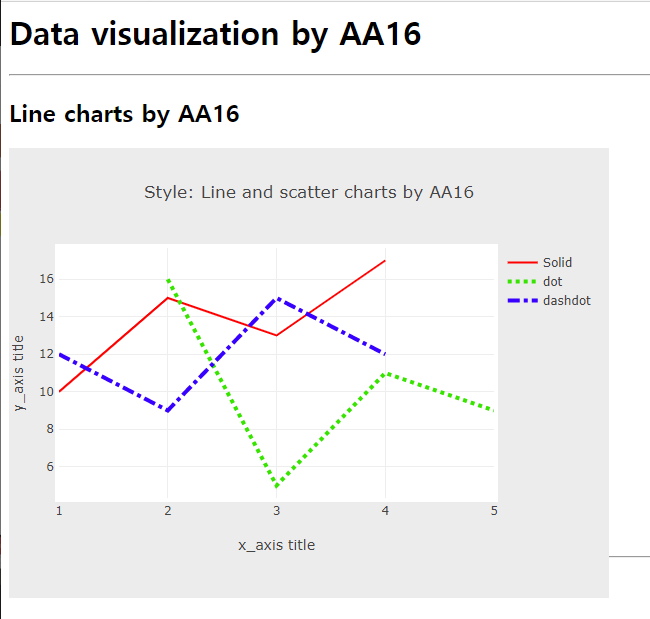 Data visualization by AA16
Line charts by AA16
Style: Line and scatter charts by AA16
Solid
dot
dashdot
16
14
12
10
8
6
y_axis title
1 2 3 4 5
x_axis title